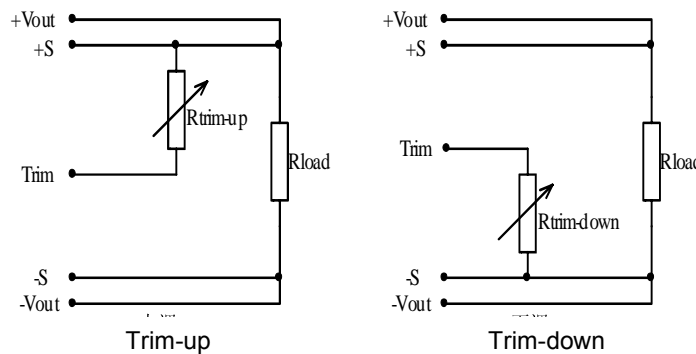 +Vout
+S
Rtrim-up
Rload
Trim
-S
-Vout
Trim-up
+Vout
+S
Trim
Rload
Rtrim-down
-S
-Vout
Trim-down